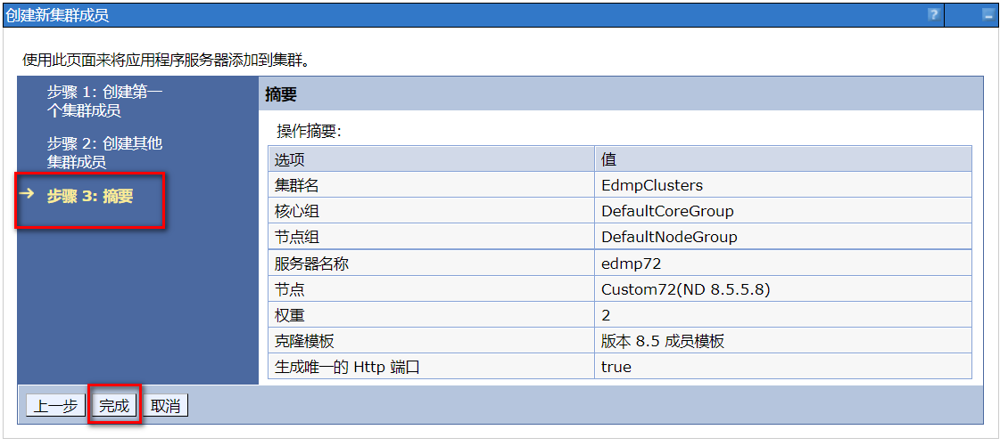 创建新集群成员
?
使用此页面来将应用程序服务器添加到集群。
步骤 1: 创建第一
个集群成员
步骤 2: 创建其他
集群成员
→ 步骤 3: 摘要
摘要
操作摘要:
选项 值
集群名 EdmpClusters
核心组 DefaultCoreGroup
节点组 DefaultNodeGroup
服务器名称 edmp72
节点 Custom72(ND 8.5.5.8)
权重 2
克隆模板 版本 8.5 成员模板
生成唯一的 Http 端口 true
上一步 完成 取消